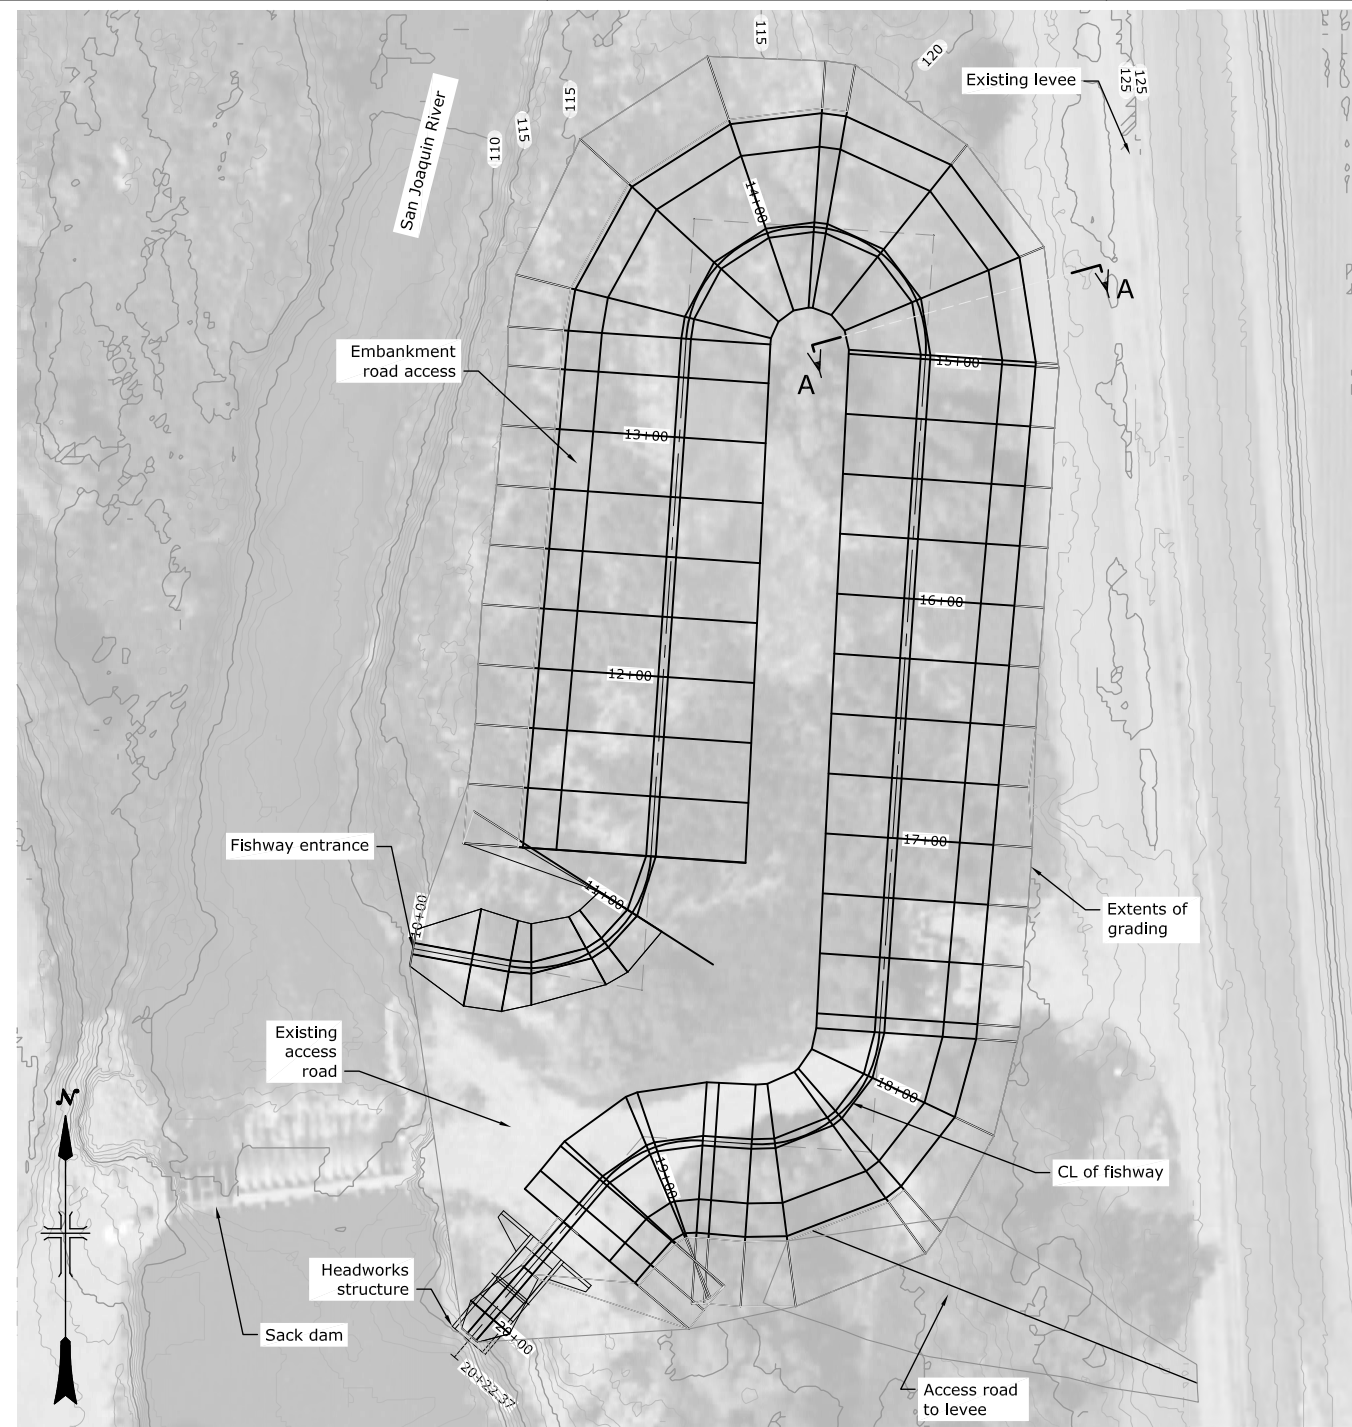 115
120
Existing levee
125
125
115
115
110
San Joaquin River
14+00
A
A
Embankment
road access
15+00
13+00
16+00
12+00
17+00
Fishway entrance
10+00
11+00
Extents of
grading
Existing
access
road
18+00
19+00
CL of fishway
N
Headworks
structure
Sack dam
20+00
20+22.37
Access road
to levee